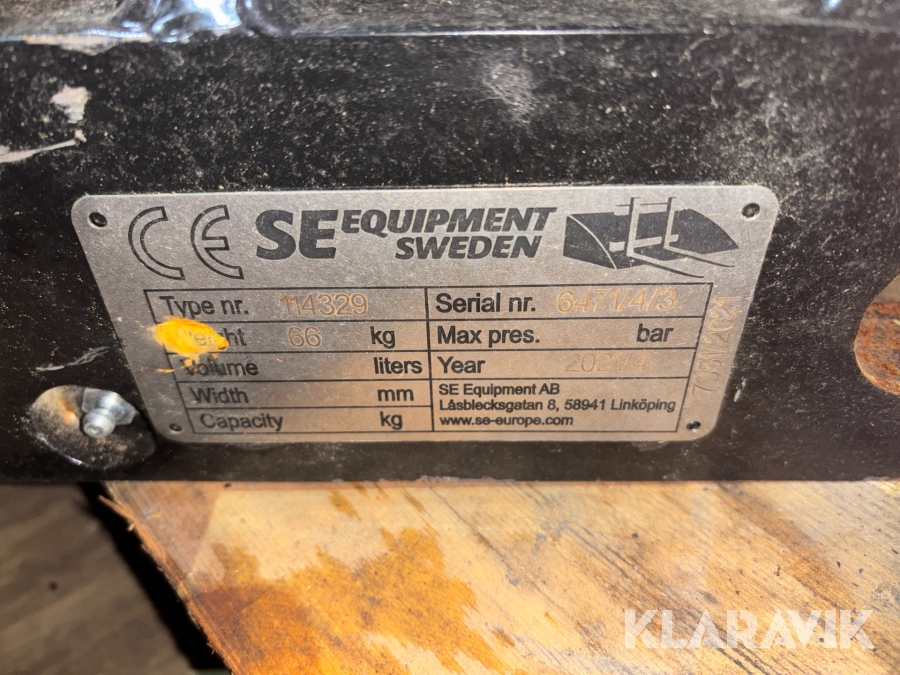 CE SE EQUIPMENT
SWEDEN
Type nr. 114329 Serial nr. 6471/4/3
kg Max pres. bar
66
Volume liters Year
Width mm SE Equipment AB
Låsblecksgatan 8, 58941 Linköping
Capacity kg www.se-europe.com
KLARAVIK